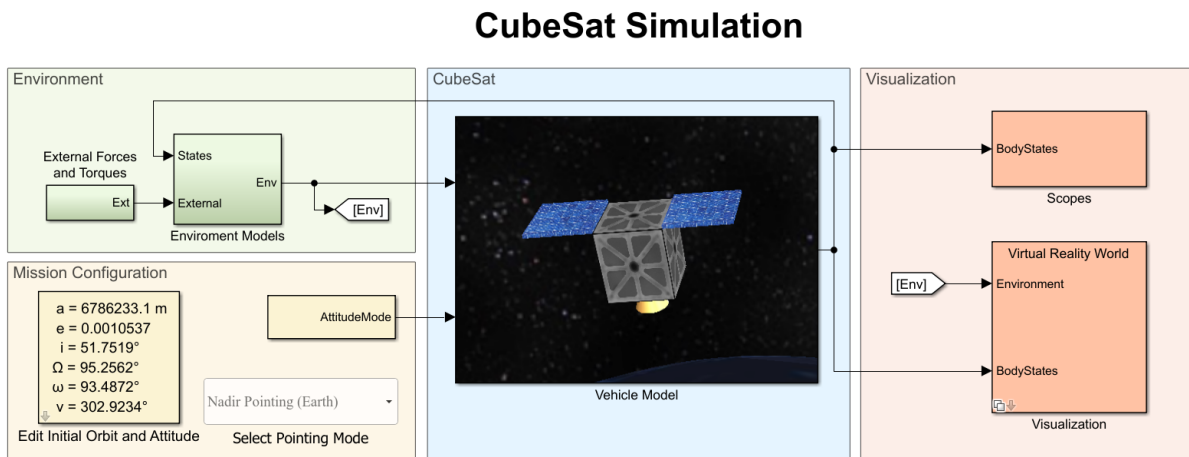 CubeSat Simulation
Environment
External Forces
and Torques
Ext
States
External
Env
Enviroment Models
[Env]
Mission Configuration
a = 6786233.1 m
e = 0.0010537
i = 51.7519°
Ω = 95.2562°
ω = 93.4872°
ν = 302.9234°
Edit Initial Orbit and Attitude
AttitudeMode
Nadir Pointing (Earth)
Select Pointing Mode
CubeSat
Vehicle Model
Visualization
BodyStates
Scopes
[Env]
Virtual Reality World
Environment
BodyStates
Visualization